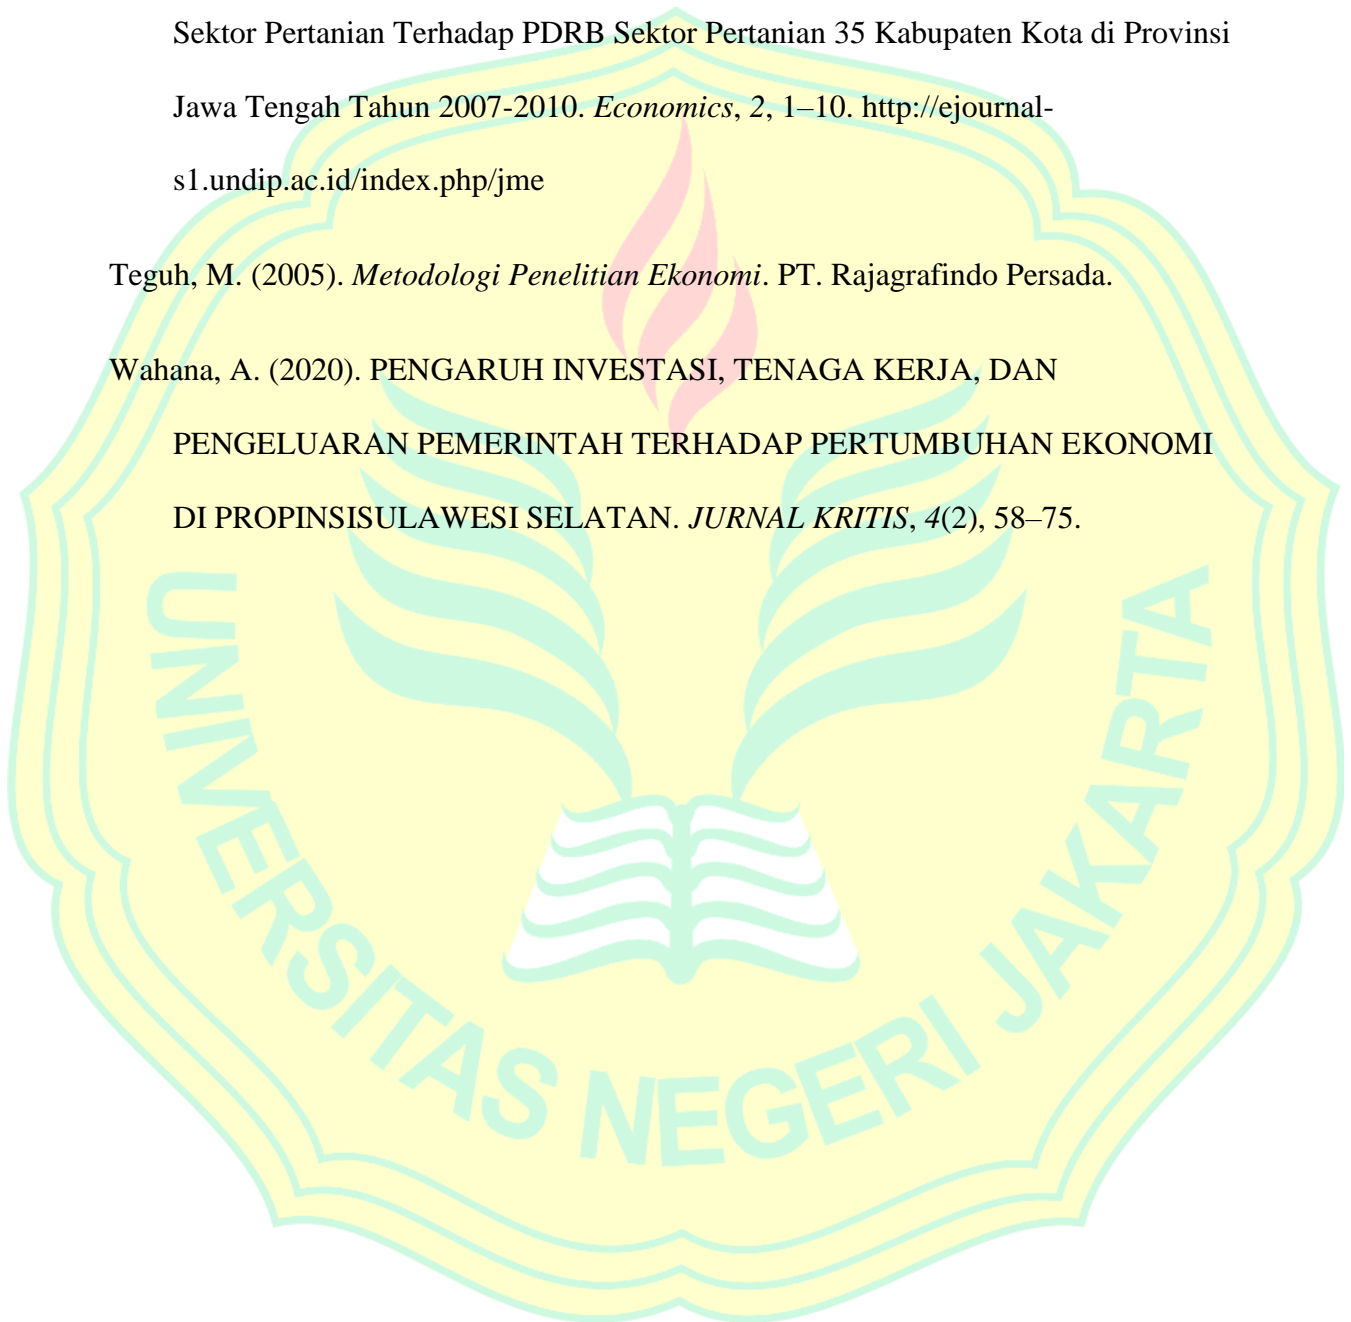 Sektor Pertanian Terhadap PDRB Sektor Pertanian 35 Kabupaten Kota di Provinsi
Jawa Tengah Tahun 2007-2010. Economics, 2, 1–10. http://ejournal-
s1.undip.ac.id/index.php/jme
Teguh, M. (2005). Metodologi Penelitian Ekonomi. PT. Rajagrafindo Persada.
Wahana, A. (2020). PENGARUH INVESTASI, TENAGA KERJA, DAN
PENGELUARAN PEMERINTAH TERHADAP PERTUMBUHAN EKONOMI
DI PROPINSISULAWESI SELATAN. JURNAL KRITIS, 4(2), 58–75.
UNIVERSITAS NEGERI JAKARTA